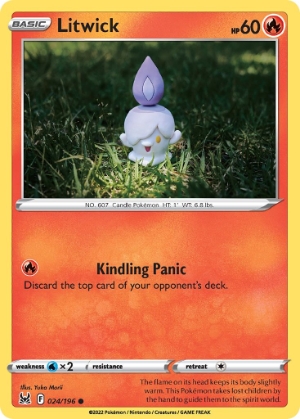 BASIC Litwick HP60
NO. 607 Candle Pokémon HT: 1' WT: 6.8 lbs.
Kindling Panic
Discard the top card of your opponent's deck.
weakness ×2 resistance retreat
Illus. Yuka Morii
F 024/196
The flame on its head keeps its body slightly
warm. This Pokémon takes lost children by
the hand to guide them to the spirit world.
©2022 Pokémon / Nintendo / Creatures / GAME FREAK